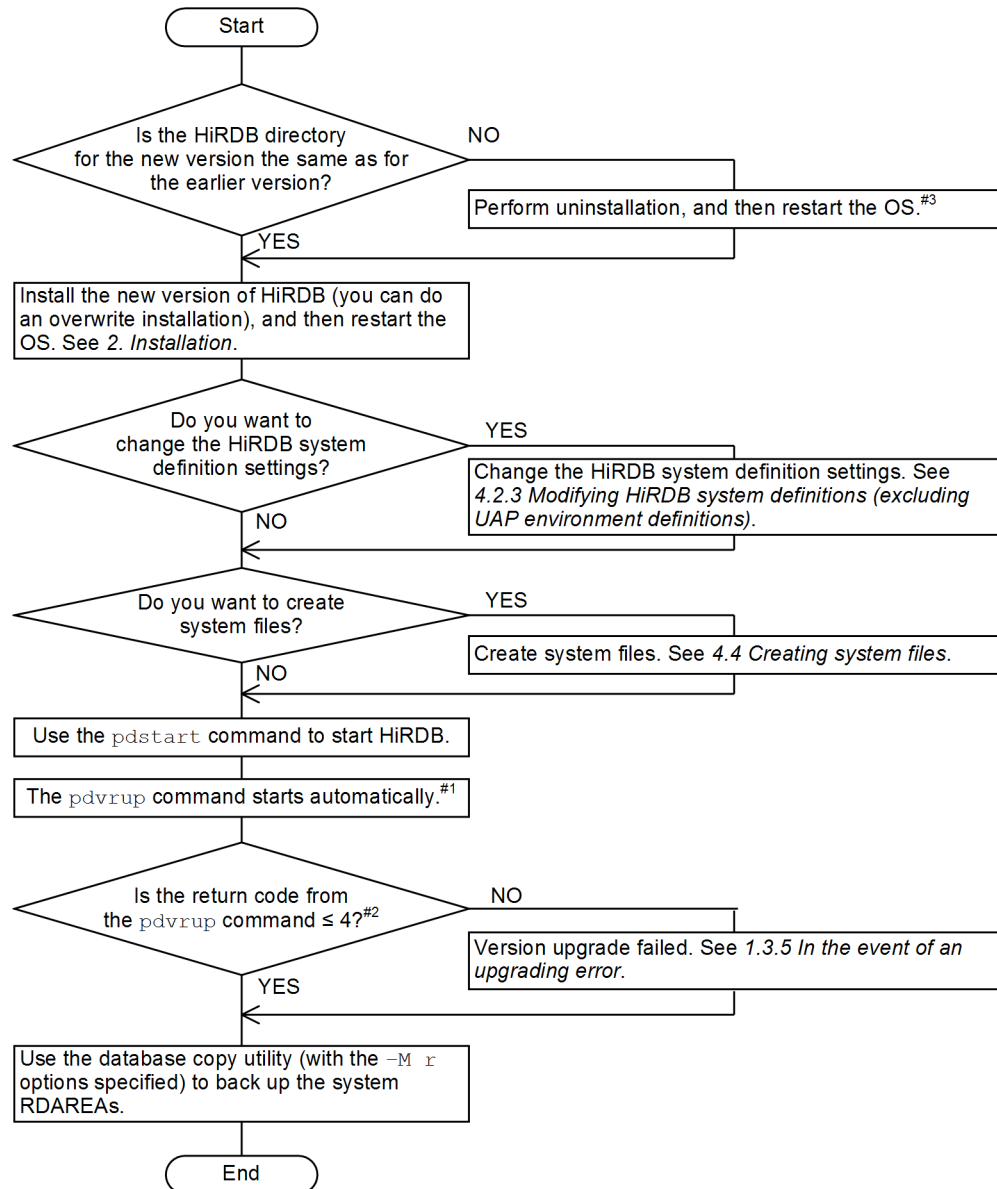 Start
Is the HiRDB directory
for the new version the same as for
the earlier version?
NO
Perform uninstallation, and then restart the OS.#3
YES
Install the new version of HiRDB (you can do
an overwrite installation), and then restart the
OS. See 2. Installation.
Do you want to
change the HiRDB system
definition settings?
YES
Change the HiRDB system definition settings. See
4.2.3 Modifying HiRDB system definitions (excluding
UAP environment definitions).
NO
Do you want to create
system files?
YES
Create system files. See 4.4 Creating system files.
NO
Use the pdstart command to start HiRDB.
The pdvrup command starts automatically.#1
Is the return code from
the pdvrup command ≤ 4?#2
NO
Version upgrade failed. See 1.3.5 In the event of an
upgrading error.
YES
Use the database copy utility (with the -M r
options specified) to back up the system
RDAREAs.
End